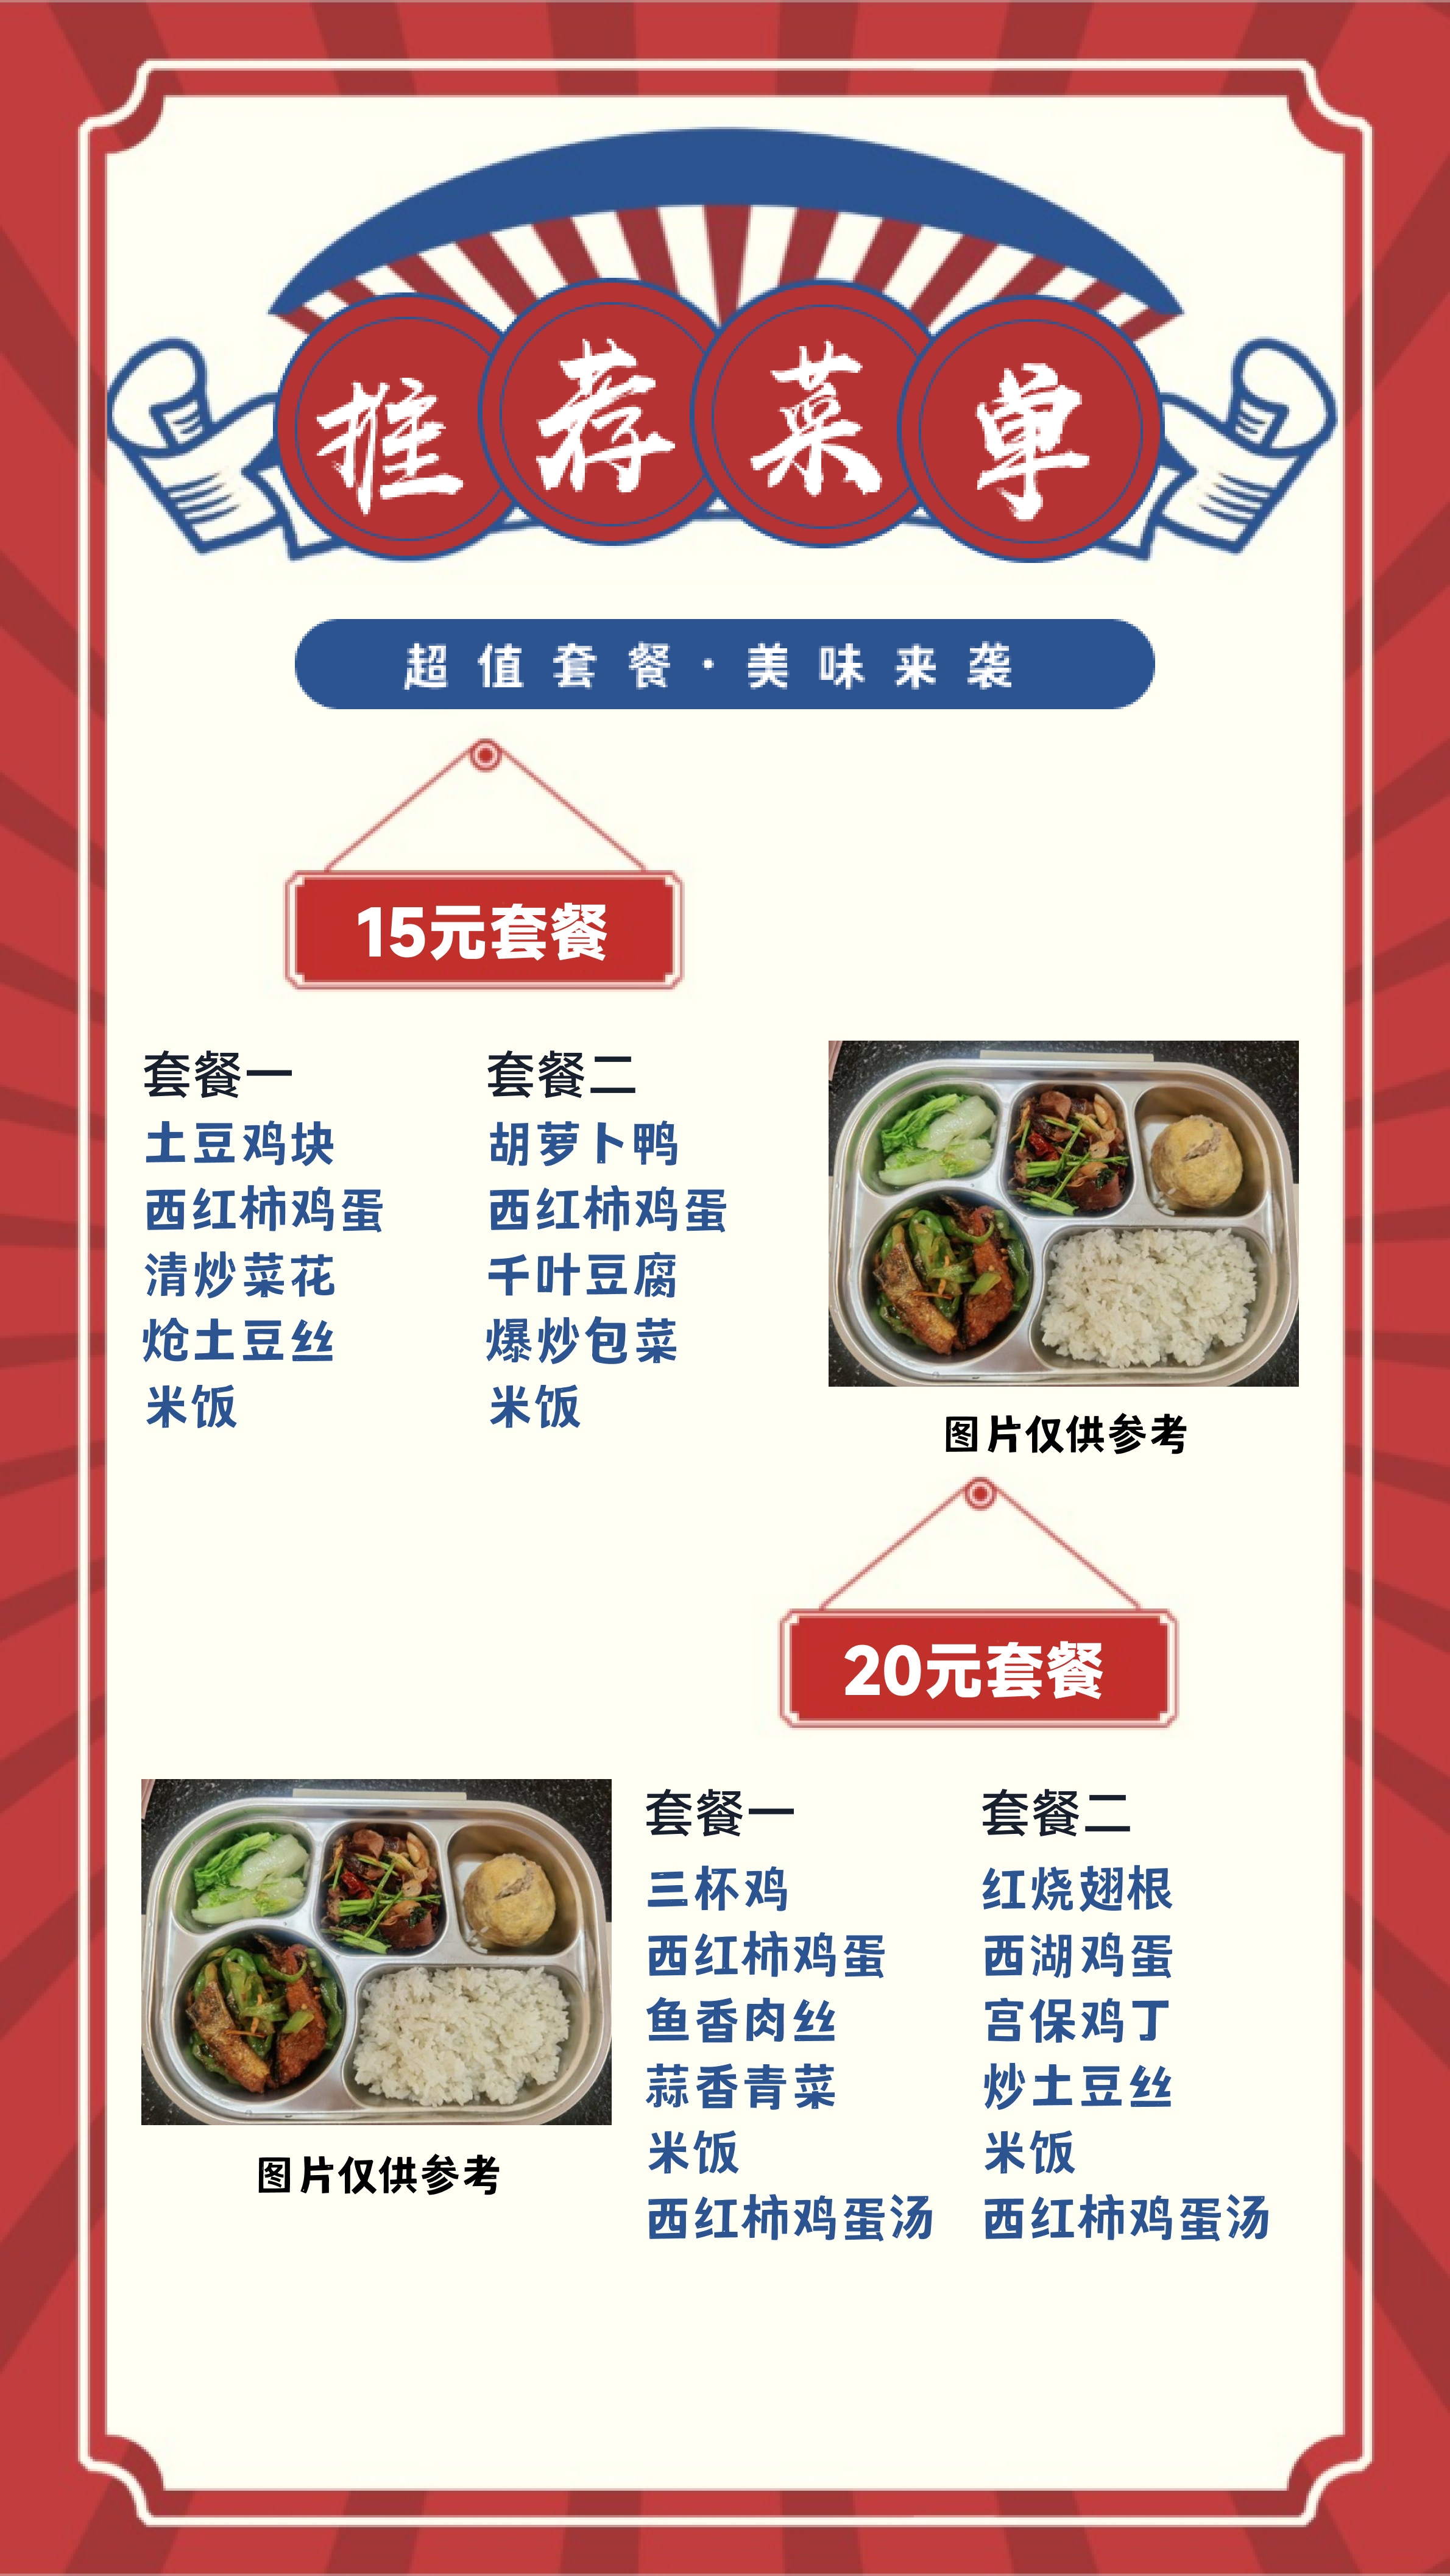 推荐菜单
超值套餐·美味来袭
15元套餐
套餐一
土豆鸡块
西红柿鸡蛋
清炒菜花
炝土豆丝
米饭
套餐二
胡萝卜鸭
西红柿鸡蛋
千叶豆腐
爆炒包菜
米饭
图片仅供参考
20元套餐
图片仅供参考
套餐一
三杯鸡
西红柿鸡蛋
鱼香肉丝
蒜香青菜
米饭
西红柿鸡蛋汤
套餐二
红烧翅根
西湖鸡蛋
宫保鸡丁
炒土豆丝
米饭
西红柿鸡蛋汤